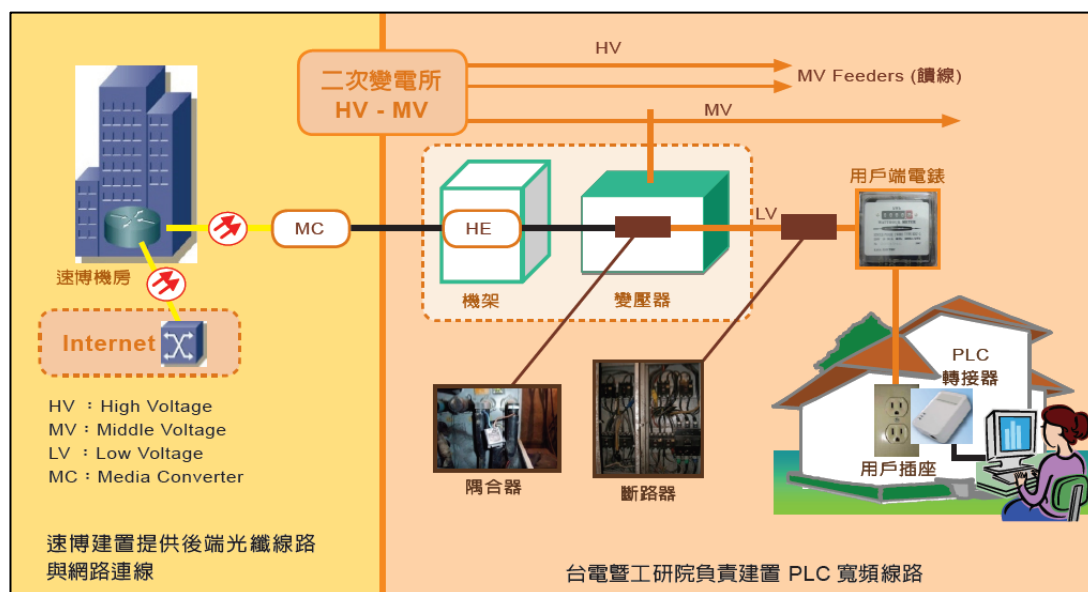 HV
二次變電所
HV - MV
MV Feeders (饋線)
MV
用戶端電錶
LV
MC
HE
速博機房
機架
變壓器
Internet
PLC
轉接器
HV：High Voltage
MV：Middle Voltage
LV：Low Voltage
MC：Media Converter
用戶插座
隅合器
斷路器
速博建置提供後端光纖線路
與網路連線
台電暨工研院負責建置 PLC 寬頻線路